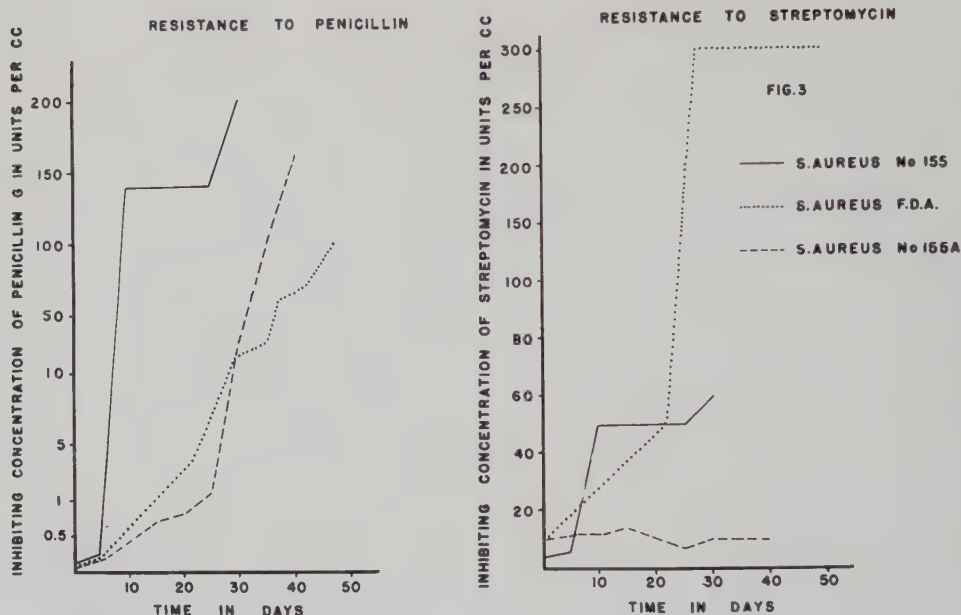 RESISTANCE TO PENICILLIN
INHIBITING CONCENTRATION OF PENICILLIN G IN UNITS PER CC
200
150
100
50
10
5
1
0.5
10 20 30 40 50
TIME IN DAYS
RESISTANCE TO STREPTOMYCIN
INHIBITING CONCENTRATION OF STREPTOMYCIN IN UNITS PER CC
300
250
200
150
100
80
60
40
20
10 20 30 40 50
TIME IN DAYS
FIG.3
S.AUREUS No 155
S.AUREUS F.D.A.
S.AUREUS No 155A